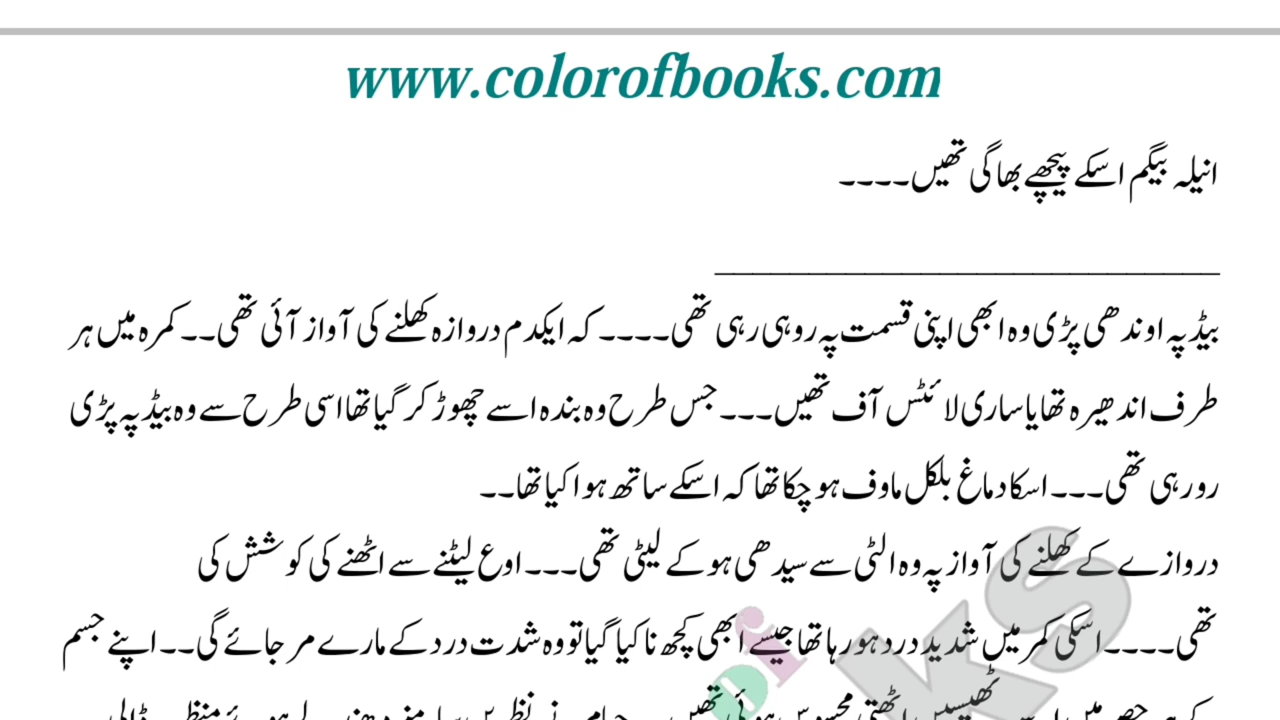 www.colorofbooks.com
انیلہ بیگم اسکے پیچھے بھاگی تھیں۔۔۔۔
بیڈ پہ اوندھی پڑی وہ ابھی اپنی قسمت پہ رو ہی رہی تھی۔۔۔۔ کہ ایکدم دروازہ کھلنے کی آواز آئی تھی۔۔ کمرہ میں ہر
طرف اندھیرہ تھا یا ساری لائٹس آف تھیں۔۔۔ جس طرح وہ بندہ اسے چھوڑ کر گیا تھا اسی طرح سے وہ بیڈ پہ پڑی
رو رہی تھی۔۔۔ اسکا دماغ بلکل ماوف ہو چکا تھا کہ اسکے ساتھ ہوا کیا تھا۔۔
دروازے کے کھلنے کی آواز پہ وہ الٹی سے سیدھی ہو کے لیٹی تھی۔۔۔ اوع لیٹنے سے اٹھنے کی کوشش کی
تھی۔۔۔۔ اسکی کمر میں شدید درد ہو رہا تھا جیسے ابھی کچھ نا کیا گیا تو وہ شدت درد کے مارے مر جائے گی۔۔ اپنے جسم